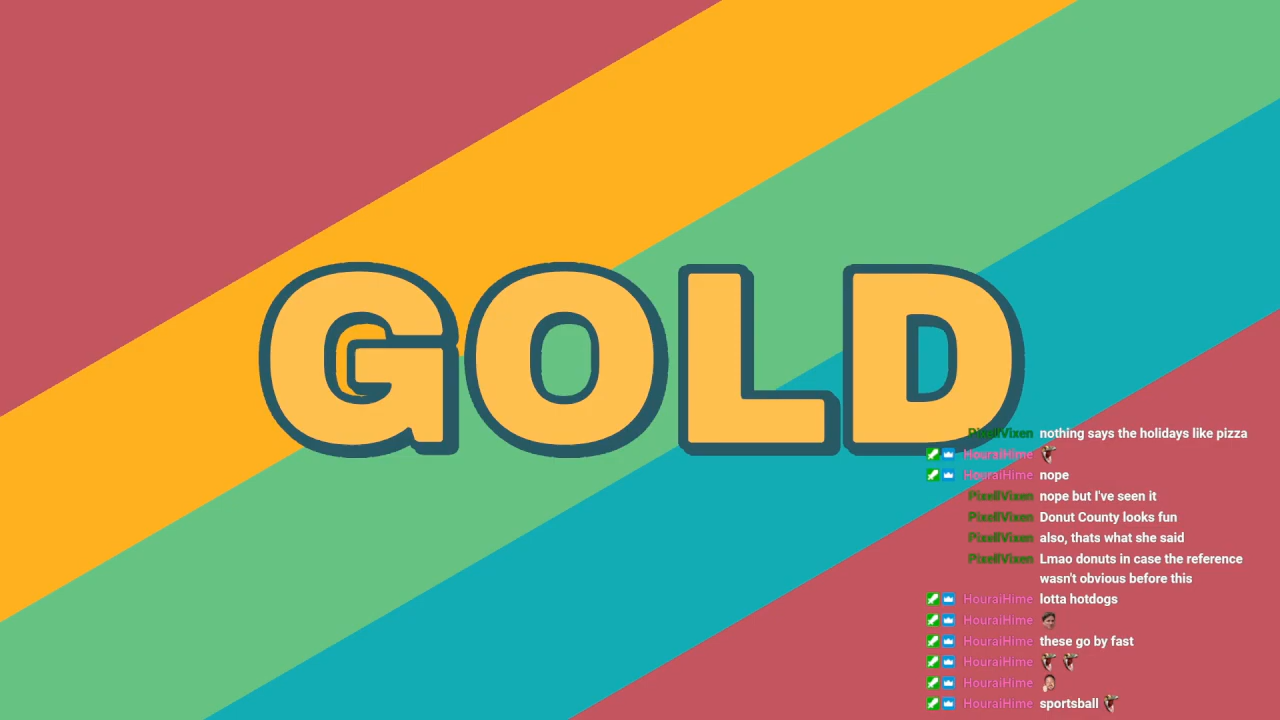 GOLD
PixellVixen nothing says the holidays like pizza
HouraiHime
HouraiHime nope
PixellVixen nope but I've seen it
PixellVixen Donut County looks fun
PixellVixen also, thats what she said
PixellVixen Lmao donuts in case the reference
wasn't obvious before this
HouraiHime lotta hotdogs
HouraiHime
HouraiHime these go by fast
HouraiHime
HouraiHime
HouraiHime sportsball